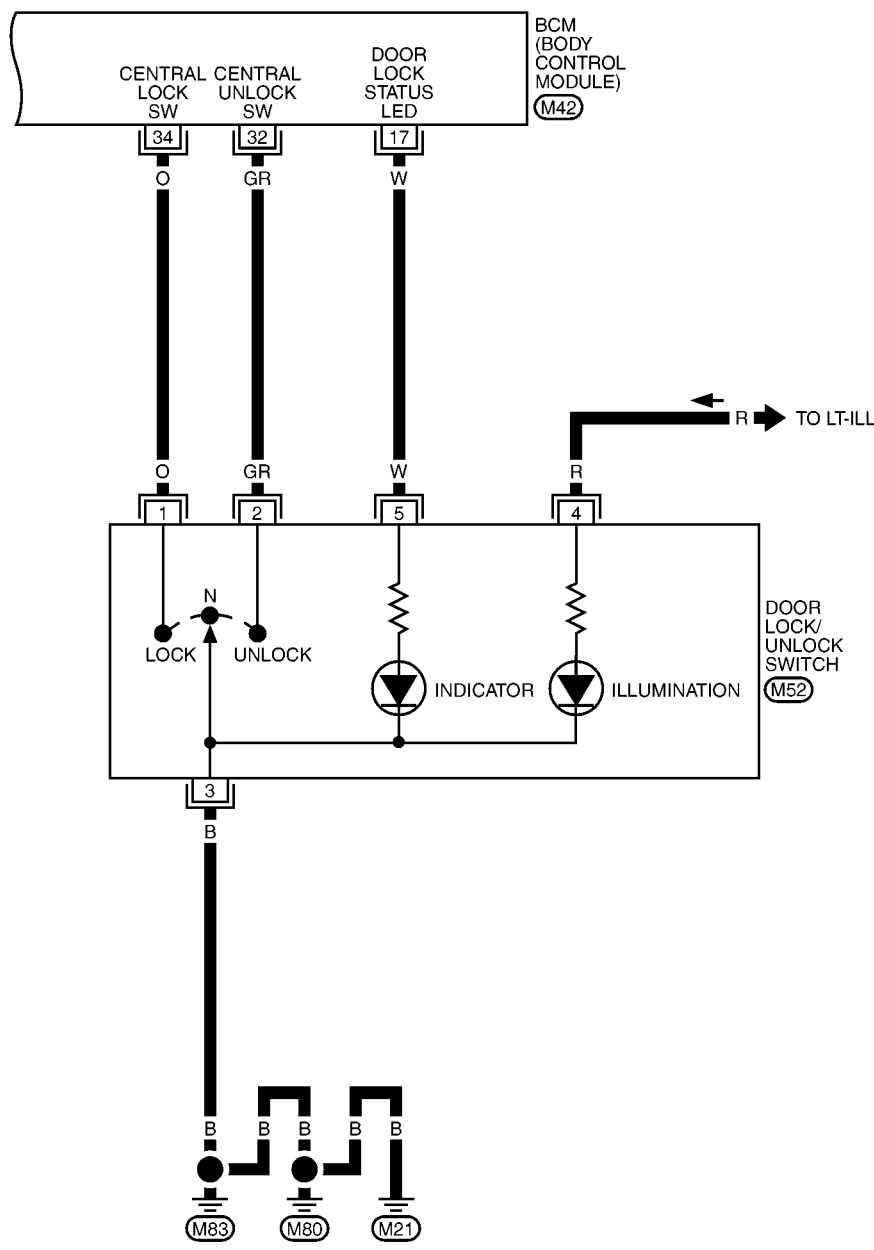 BCM
(BODY
CONTROL
MODULE)
M42
CENTRAL
LOCK
SW
CENTRAL
UNLOCK
SW
DOOR
LOCK
STATUS
LED
34
32
17
O
GR
W
R
TO LT-ILL
O
GR
W
R
1
2
5
4
N
LOCK
UNLOCK
INDICATOR
ILLUMINATION
DOOR
LOCK/
UNLOCK
SWITCH
M52
3
B
B
B
B
B
B
M83
M80
M21